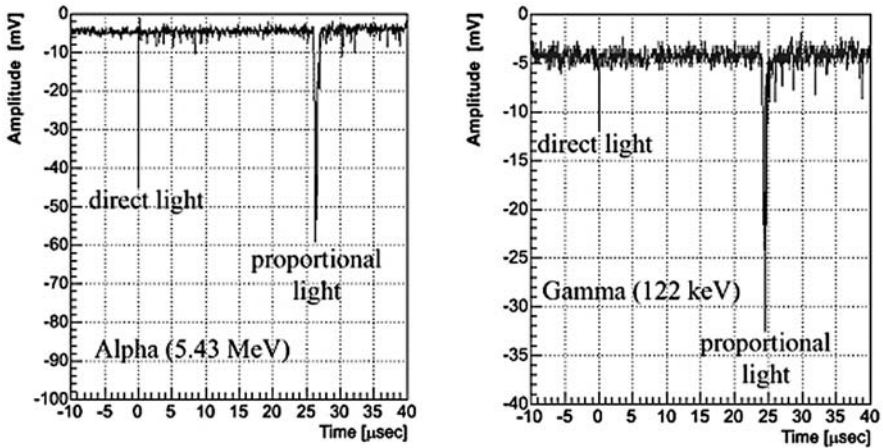 Amplitude [mV]
0
-10
-20
-30
-40
-50
-60
-70
-80
-90
-100
direct light
proportional
light
Alpha (5.43 MeV)
-10 -5 0 5 10 15 20 25 30 35 40
Time [μsec]
Amplitude [mV]
0
-5
-10
-15
-20
-25
-30
-35
-40
direct light
Gamma (122 keV)
proportional
light
-10 -5 0 5 10 15 20 25 30 35 40
Time [μsec]